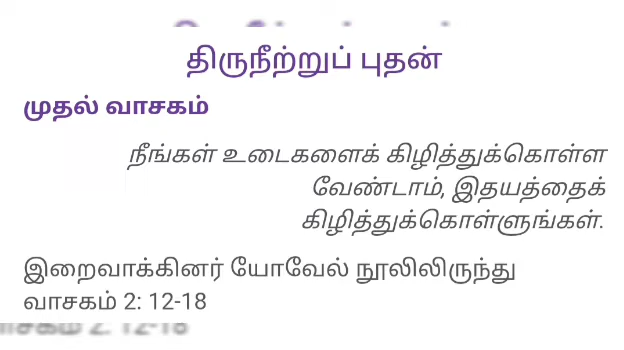 திருநீற்றுப் புதன்
முதல் வாசகம்
நீங்கள் உடைகளைக் கிழித்துக்கொள்ள
வேண்டாம், இதயத்தைக்
கிழித்துக்கொள்ளுங்கள்.
இறைவாக்கினர் யோவேல் நூலிலிருந்து
வாசகம் 2: 12-18